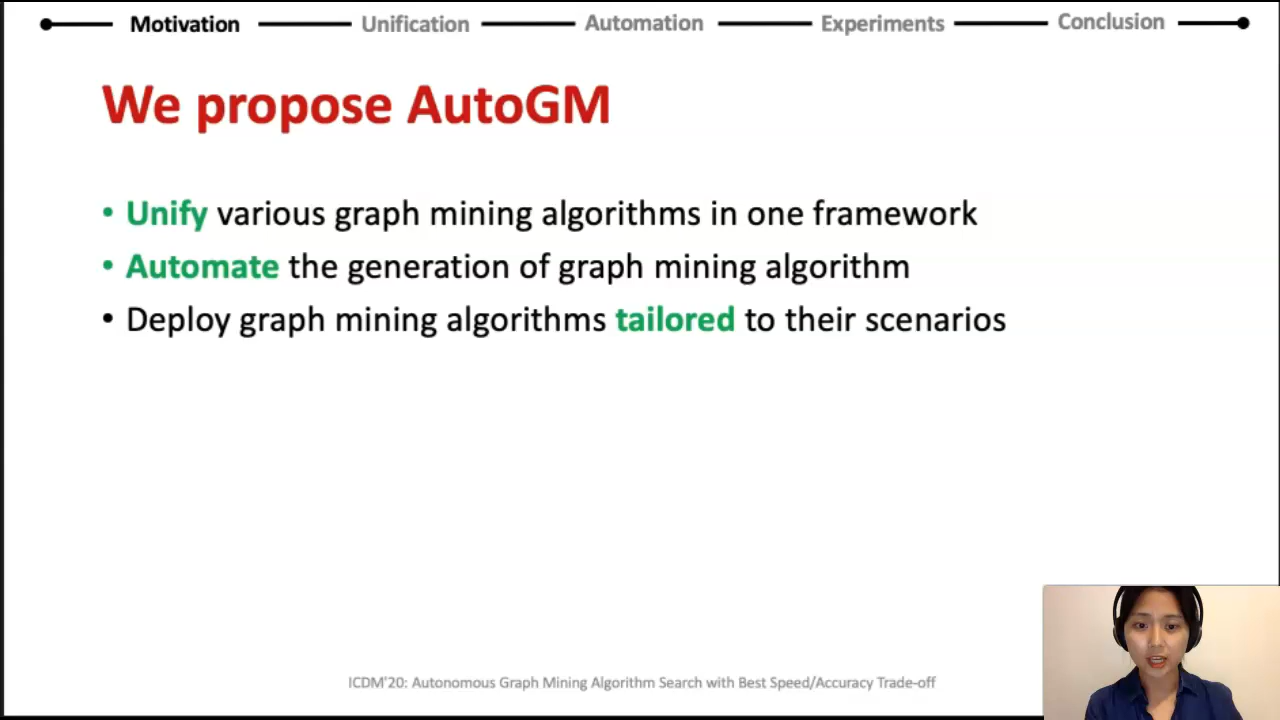 Motivation Unification Automation Experiments Conclusion
We propose AutoGM
• Unify various graph mining algorithms in one framework
• Automate the generation of graph mining algorithm
• Deploy graph mining algorithms tailored to their scenarios
ICDM'20: Autonomous Graph Mining Algorithm Search with Best Speed/Accuracy Trade-off